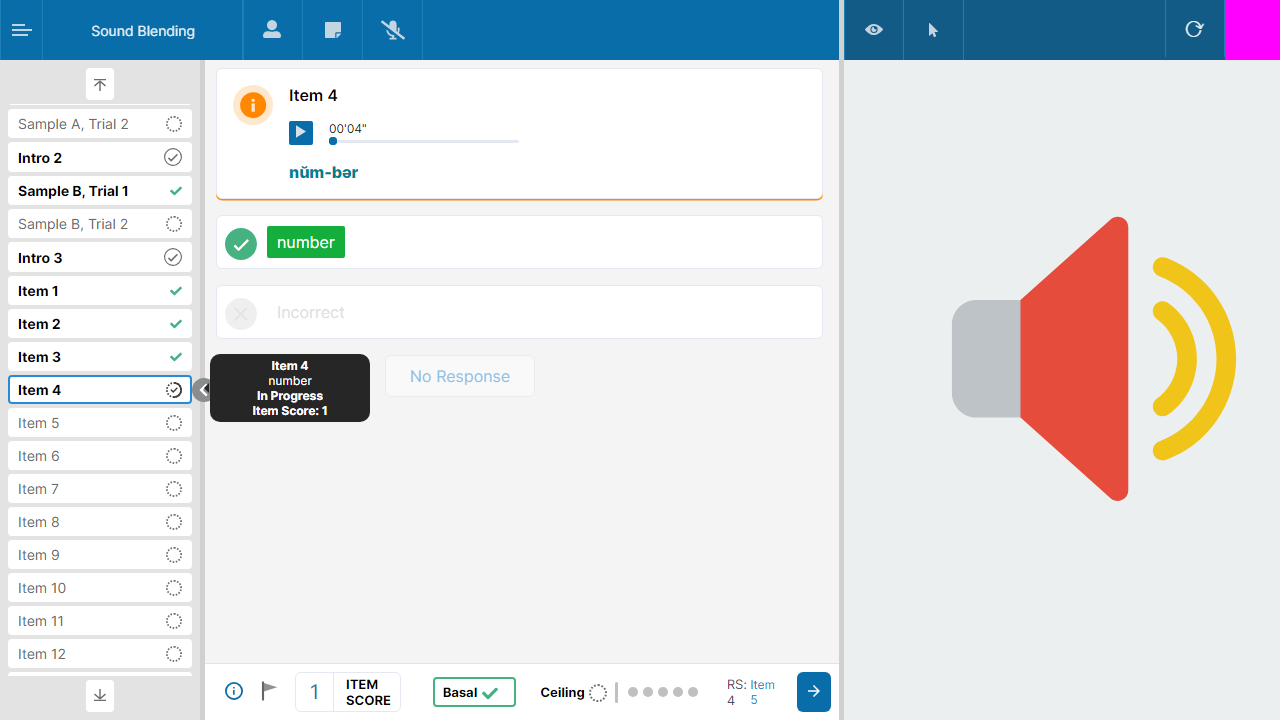 Sound Blending
Sample A, Trial 2
Intro 2
Sample B, Trial 1
Sample B, Trial 2
Intro 3
Item 1
Item 2
Item 3
Item 4
Item 5
Item 6
Item 7
Item 8
Item 9
Item 10
Item 11
Item 12
Item 4
00'04"
nŭm-bər
number
Incorrect
Item 4
number
In Progress
Item Score: 1
No Response
1
ITEM
SCORE
Basal
Ceiling
RS: Item
4 5